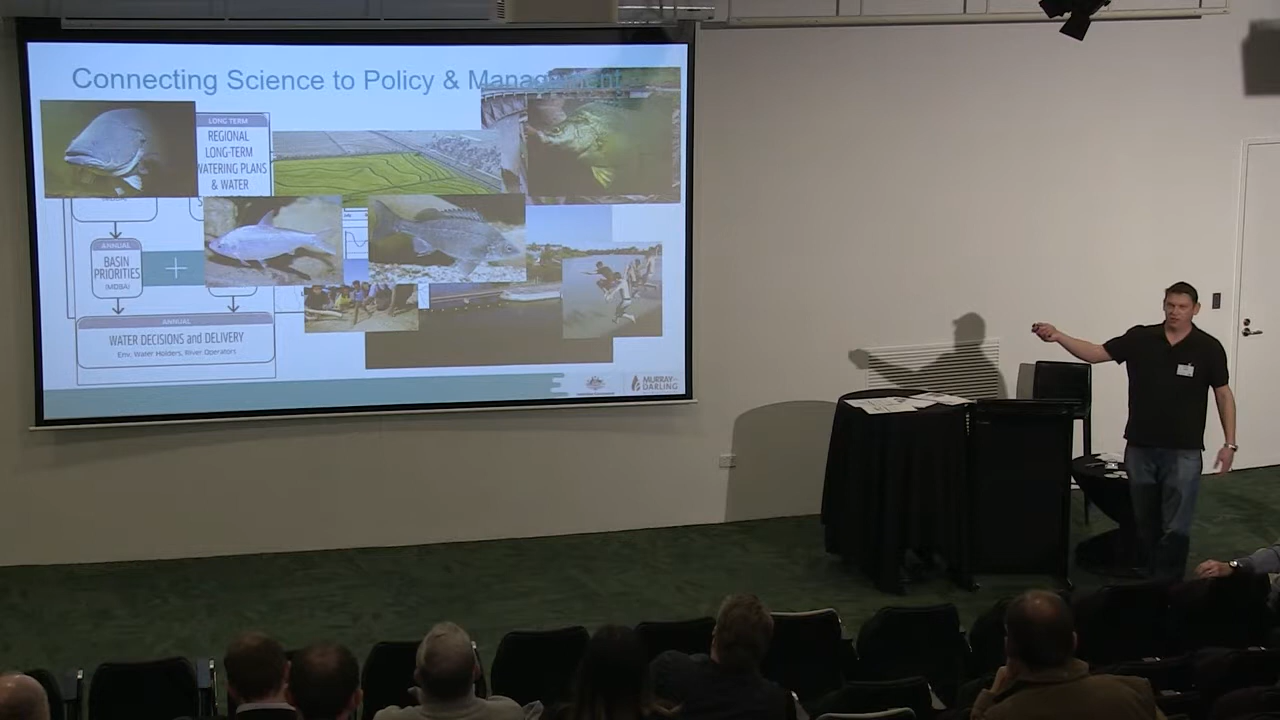 Connecting Science to Policy & Management
LONG TERM
REGIONAL
LONG-TERM
WATERING PLANS
& WATER
ANNUAL
BASIN
PRIORITIES
(MDBA)
ANNUAL
WATER DECISIONS and DELIVERY
Env. Water Holders, River Operators
MURRAY
DARLING